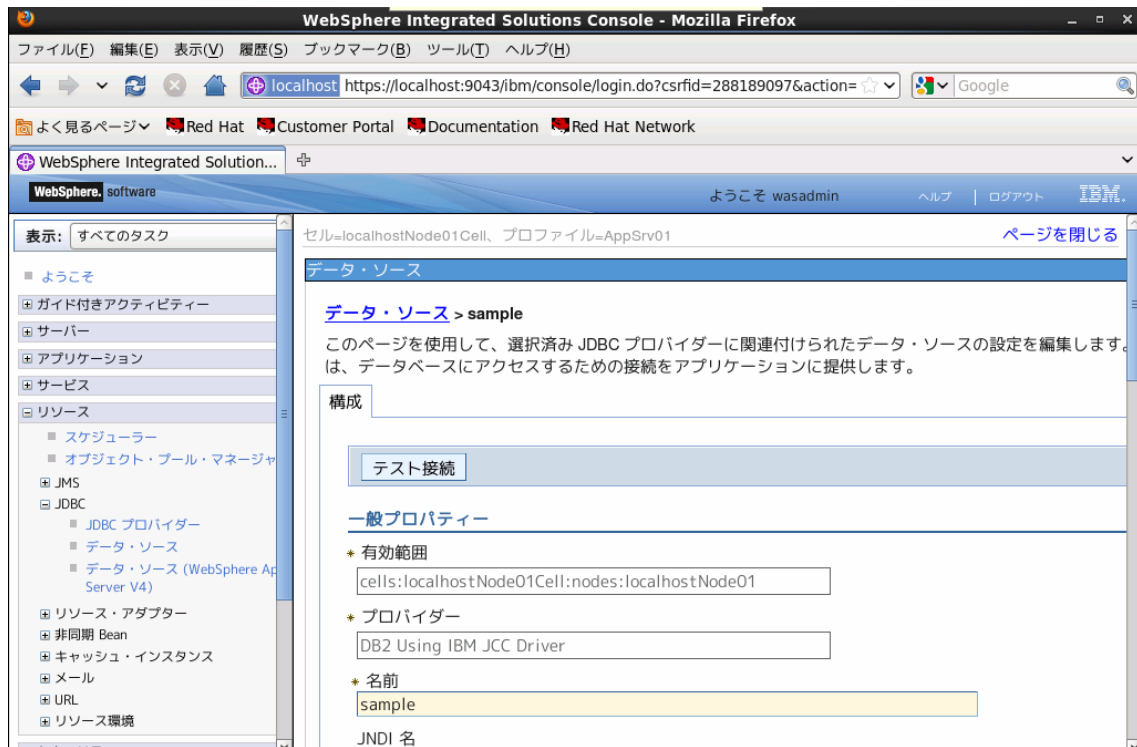 WebSphere Integrated Solutions Console - Mozilla Firefox
ファイル(F) 編集(E) 表示(V) 履歴(S) ブックマーク(B) ツール(T) ヘルプ(H)
localhost https://localhost:9043/ibm/console/login.do?csrfid=288189097&action= Google
よく見るページ Red Hat Customer Portal Documentation Red Hat Network
WebSphere Integrated Solution...
WebSphere. software ようこそ wasadmin ヘルプ | ログアウト IBM.
表示: すべてのタスク
ようこそ
ガイド付きアクティビティー
サーバー
アプリケーション
サービス
リソース
スケジューラー
オブジェクト・プール・マネージャ
JMS
JDBC
JDBC プロバイダー
データ・ソース
データ・ソース (WebSphere Ap
Server V4)
リソース・アダプター
非同期 Bean
キャッシュ・インスタンス
メール
URL
リソース環境
セル=localhostNode01Cell、プロファイル=AppSrv01 ページを閉じる
データ・ソース
データ・ソース > sample
このページを使用して、選択済み JDBC プロバイダーに関連付けられたデータ・ソースの設定を編集します。
は、データベースにアクセスするための接続をアプリケーションに提供します。
構成
テスト接続
一般プロパティー
* 有効範囲
cells:localhostNode01Cell:nodes:localhostNode01
* プロバイダー
DB2 Using IBM JCC Driver
* 名前
sample
JNDI 名